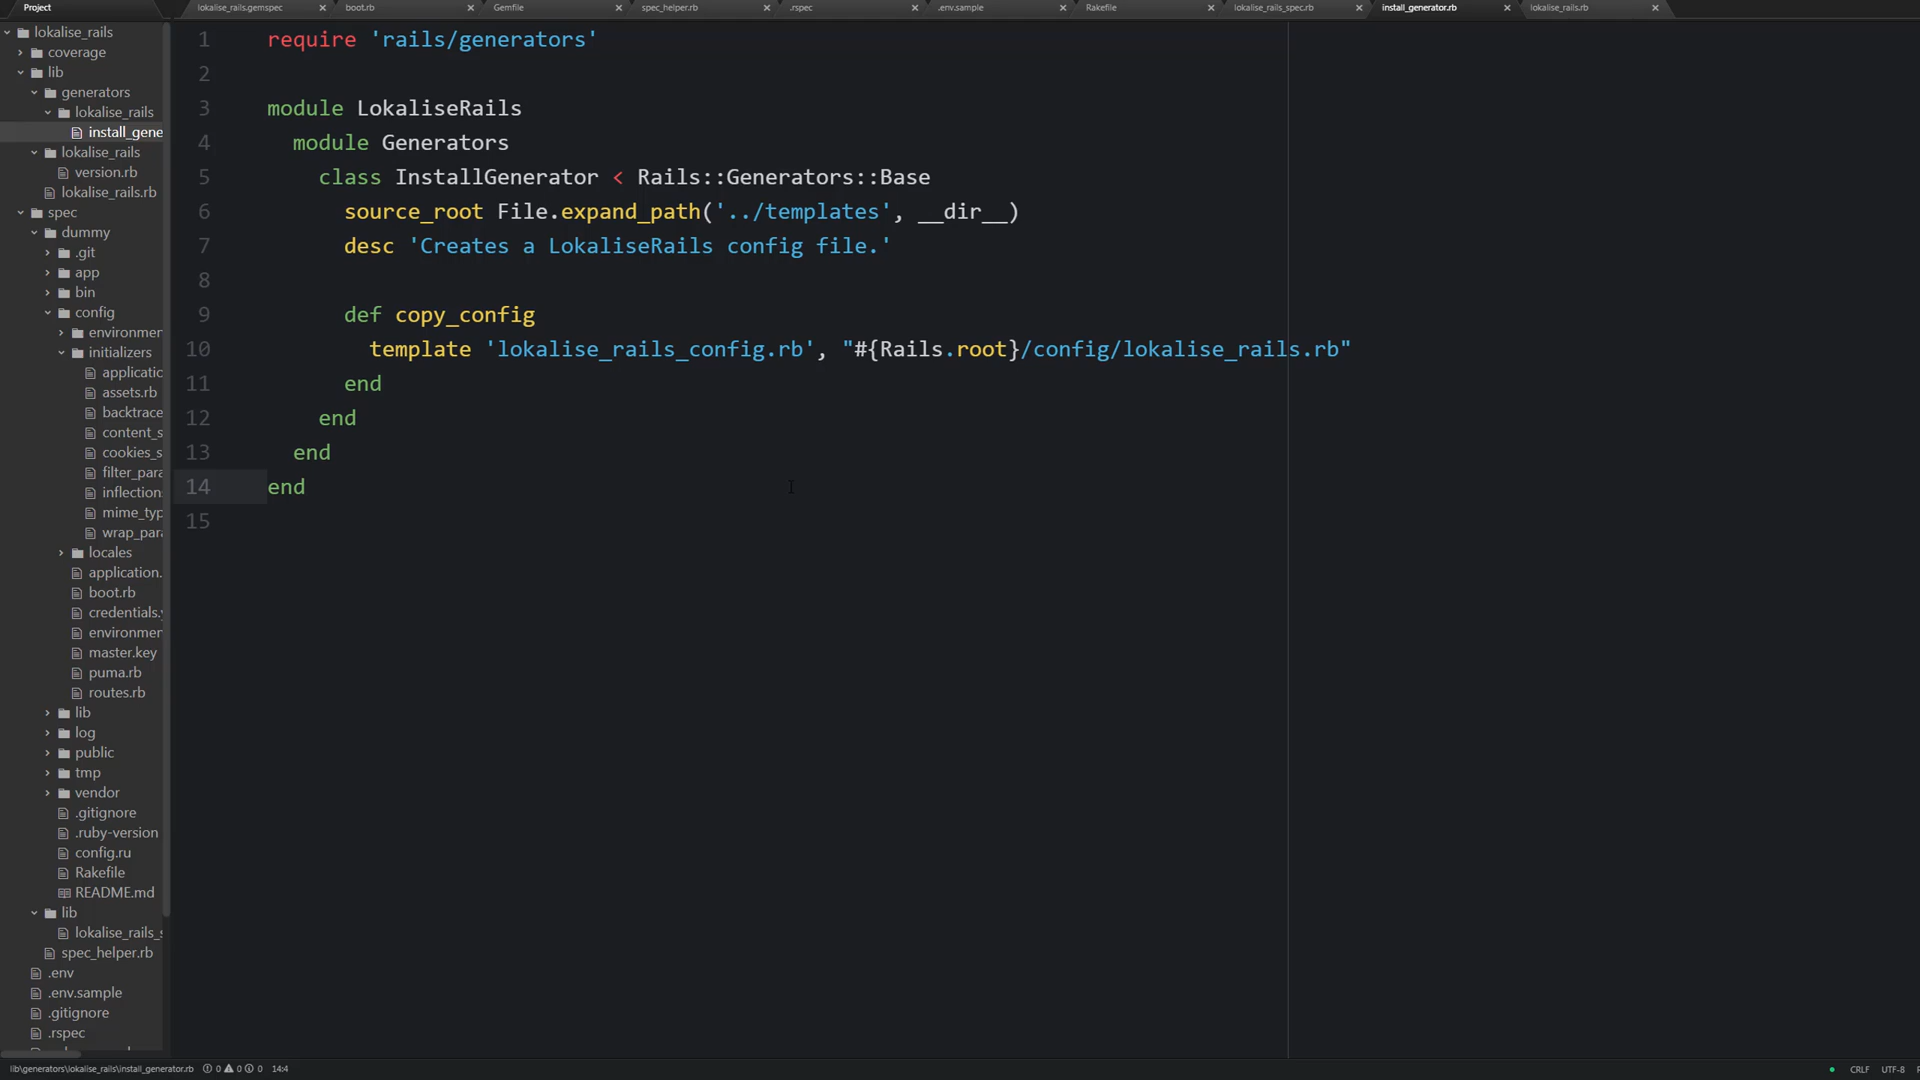 Project
lokalise_rails.gemspec
boot.rb
Gemfile
spec_helper.rb
.rspec
.env.sample
Rakefile
lokalise_rails_spec.rb
install_generator.rb
lokalise_rails.rb
lokalise_rails
coverage
lib
generators
lokalise_rails
install_gene
lokalise_rails
version.rb
lokalise_rails.rb
spec
dummy
.git
app
bin
config
environmen
initializers
applicatic
assets.rb
backtrace
content_s
cookies_s
filter_para
inflection
mime_typ
wrap_para
locales
application.
boot.rb
credentials.
environmen
master.key
puma.rb
routes.rb
lib
log
public
tmp
vendor
.gitignore
.ruby-version
config.ru
Rakefile
README.md
lib
lokalise_rails_s
spec_helper.rb
.env
.env.sample
.gitignore
.rspec
1 require 'rails/generators'
2
3 module LokaliseRails
4 module Generators
5 class InstallGenerator < Rails::Generators::Base
6 source_root File.expand_path('../templates', __dir__)
7 desc 'Creates a LokaliseRails config file.'
8
9 def copy_config
10 template 'lokalise_rails_config.rb', "#{Rails.root}/config/lokalise_rails.rb"
11 end
12 end
13 end
14 end
15
lib\generators\lokalise_rails\install_generator.rb 0 0 0 14:4
CRLF UTF-8